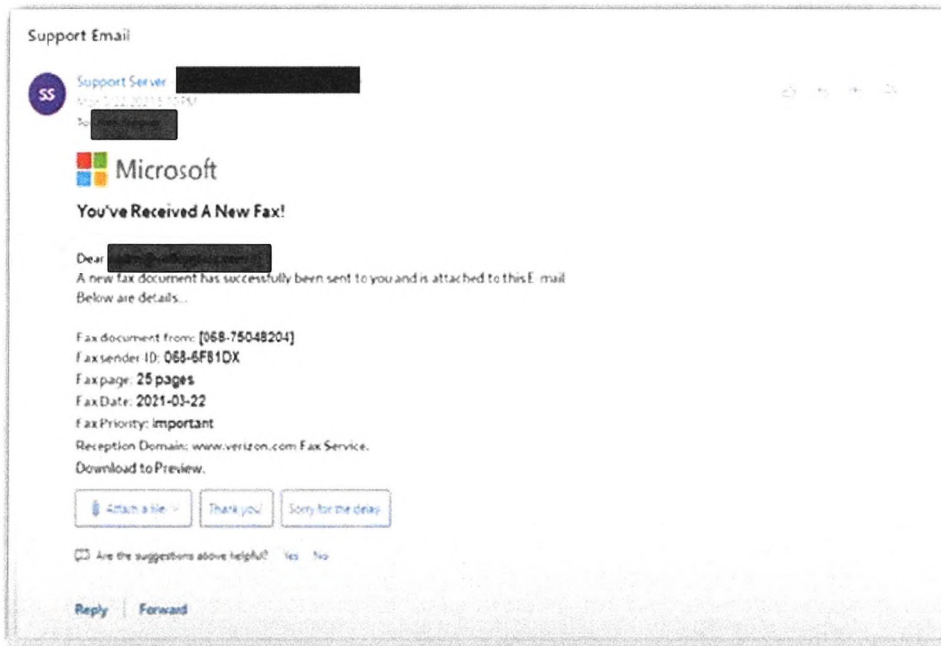 Support Email
SS
Support Server
To
Microsoft
You've Received A New Fax!
Dear
A new fax document has successfully been sent to you and is attached to this E-mail
Below are details...
Fax document from: [068-75048204]
Fax sender ID: 068-6F81DX
Fax page: 25 pages
Fax Date: 2021-03-22
Fax Priority: Important
Reception Domain: www.verizon.com Fax Service.
Download to Preview.
Attach a file
Thank you!
Sorry for the delay.
Are the suggestions above helpful? Yes No
Reply | Forward